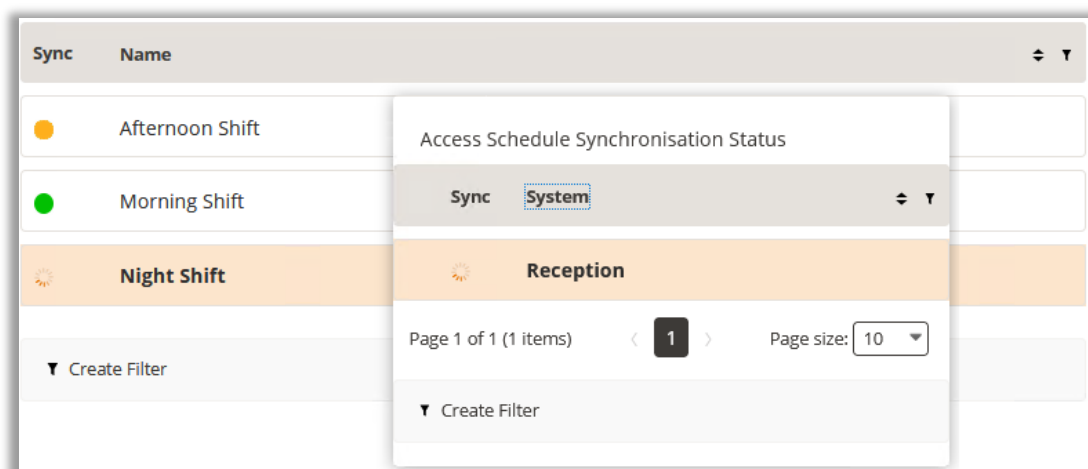 Sync Name
Afternoon Shift
Morning Shift
Night Shift
Create Filter
Access Schedule Synchronisation Status
Sync System
Reception
Page 1 of 1 (1 items) 1 Page size: 10
Create Filter